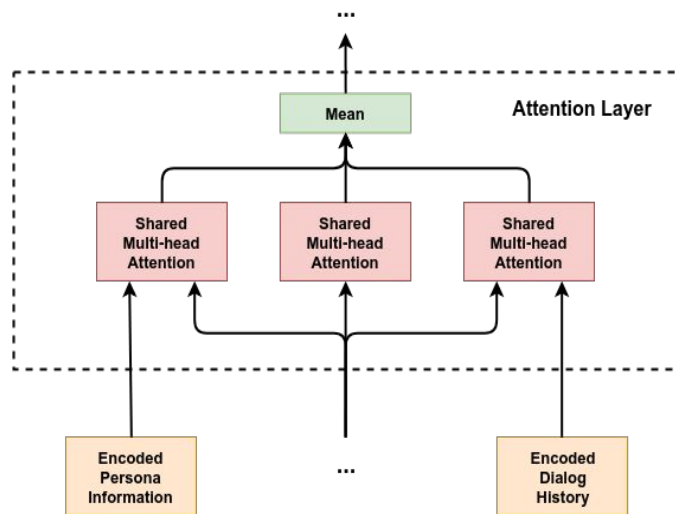 ...
Mean
Attention Layer
Shared
Multi-head
Attention
Shared
Multi-head
Attention
Shared
Multi-head
Attention
Encoded
Persona
Information
...
Encoded
Dialog
History